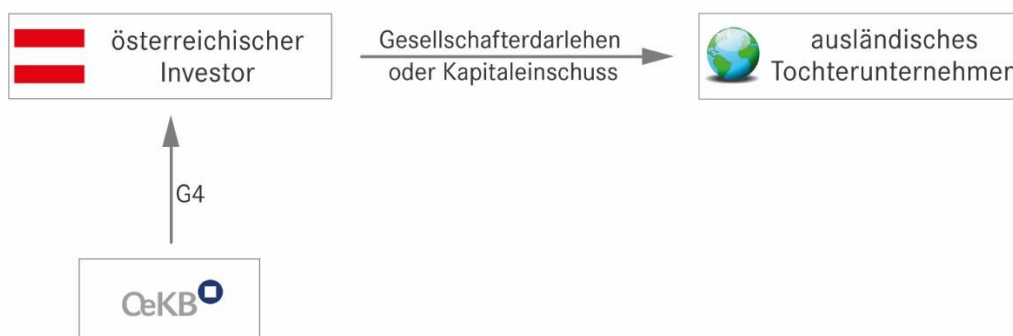 österreichischer
Investor
Gesellschafterdarlehen
oder Kapitaleinschuss
ausländisches
Tochterunternehmen
G4
OeKB